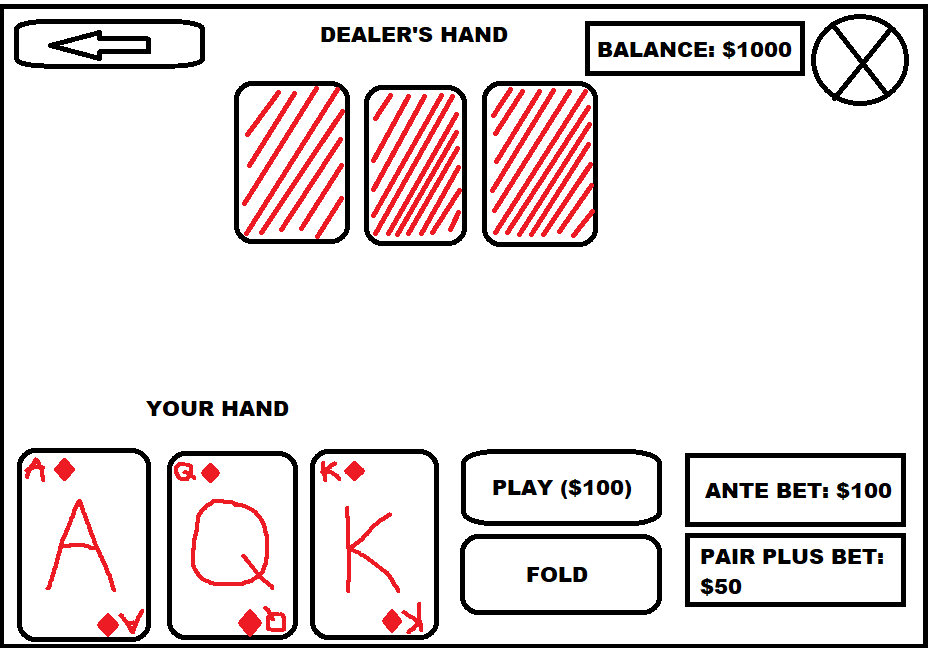 DEALER'S HAND
BALANCE: $1000
YOUR HAND
A
A
A
Q
Q
Q
K
K
K
PLAY ($100)
FOLD
ANTE BET: $100
PAIR PLUS BET:
$50